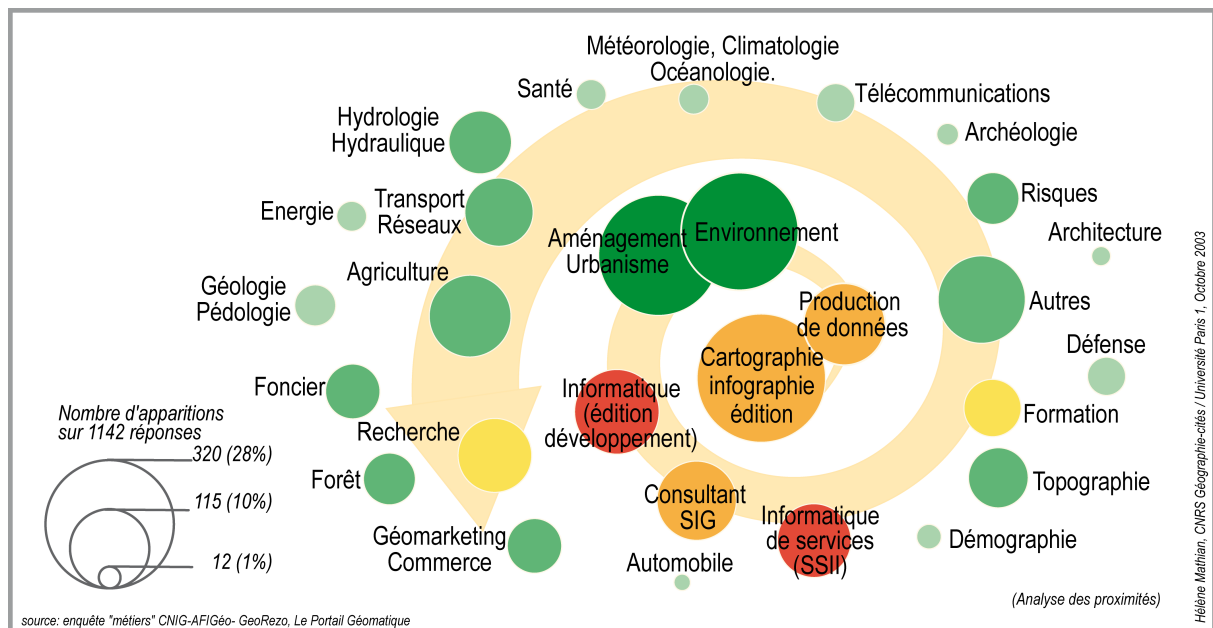 Météorologie, Climatologie
Océanologie.
Santé
Télécommunications
Hydrologie
Hydraulique
Archéologie
Transport
Réseaux
Energie
Risques
Architecture
Aménagement
Urbanisme
Environnement
Agriculture
Géologie
Pédologie
Production
de données
Autres
Cartographie
infographie
édition
Défense
Foncier
Informatique
(édition
développement)
Formation
Recherche
Forêt
Topographie
Consultant
SIG
Informatique
de services
(SSII)
Géomarketing
Commerce
Démographie
Automobile
Nombre d'apparitions
sur 1142 réponses
320 (28%)
115 (10%)
12 (1%)
(Analyse des proximités)
source: enquête "métiers" CNIG-AFIGéo- GeoRezo, Le Portail Géomatique
Hélène Mathian, CNRS Géographie-cités / Université Paris 1, Octobre 2003